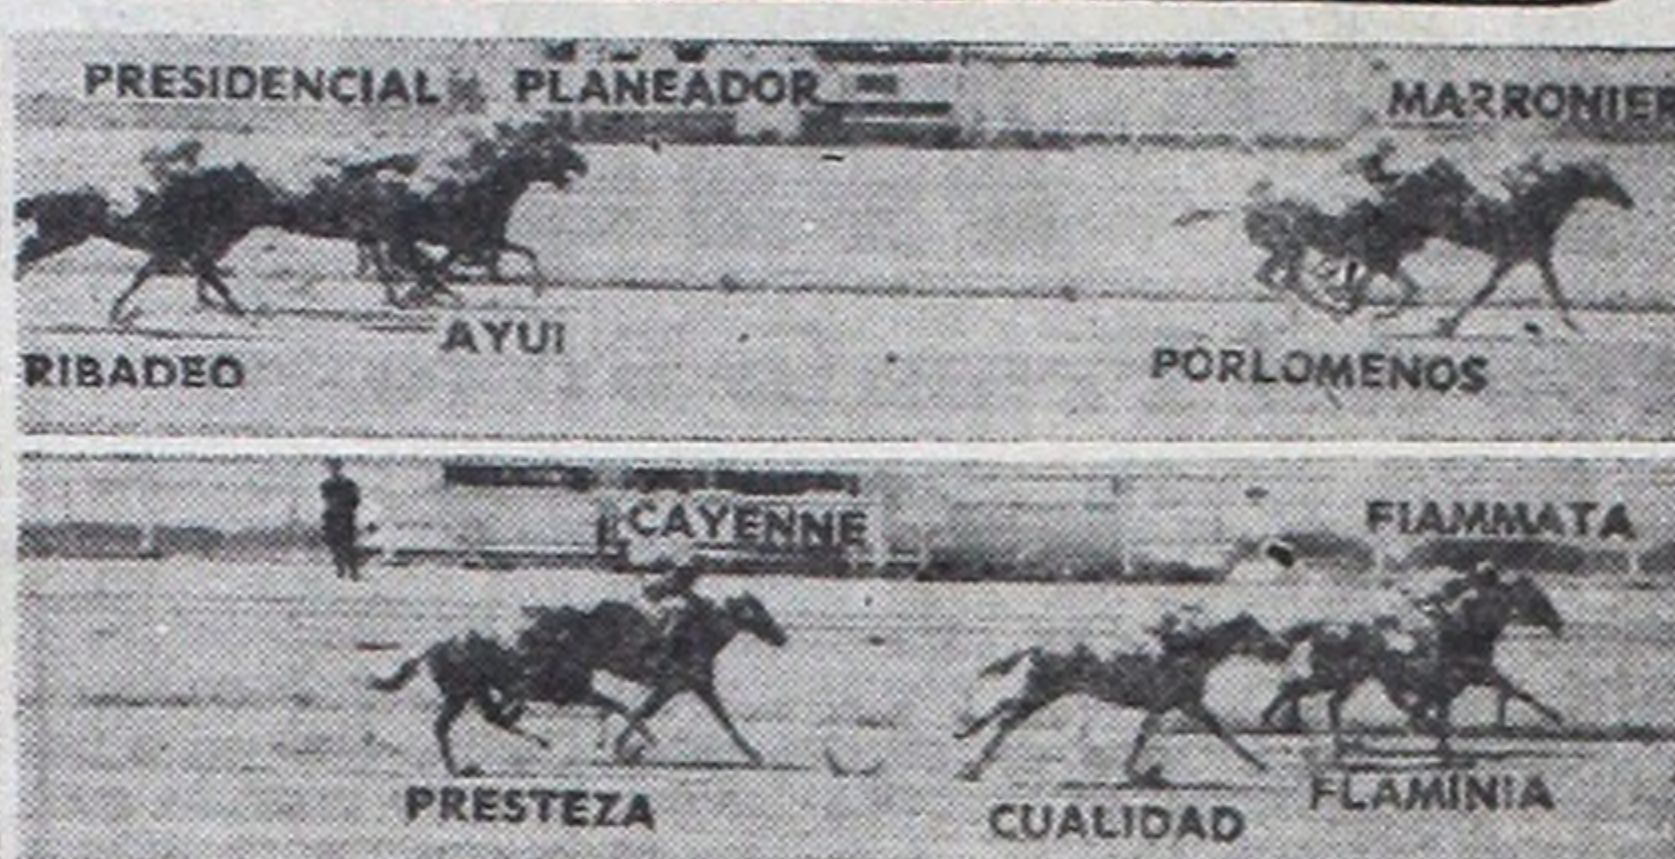 PRESIDENCIAL PLANEADOR MARRONIER
RIBADEO AYUI PORLOMENOS
CAYENNE FIAMMATA
PRESTEZA CUALIDAD FLAMINIA